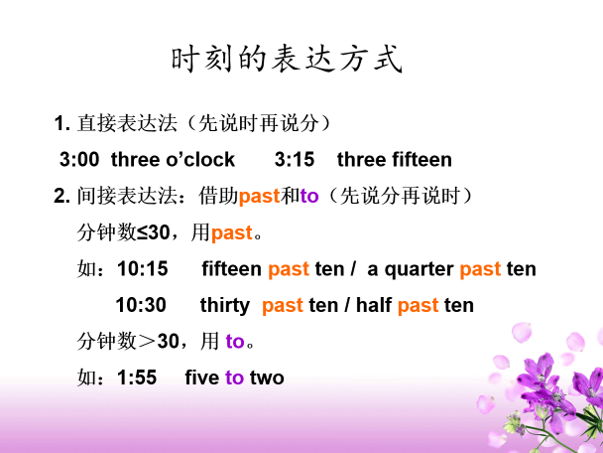 时刻的表达方式
1. 直接表达法（先说时再说分）
3:00 three o’clock 3:15 three fifteen
2. 间接表达法：借助past和to（先说分再说时）
分钟数≤30，用past。
如：10:15 fifteen past ten / a quarter past ten
10:30 thirty past ten / half past ten
分钟数＞30，用 to。
如：1:55 five to two